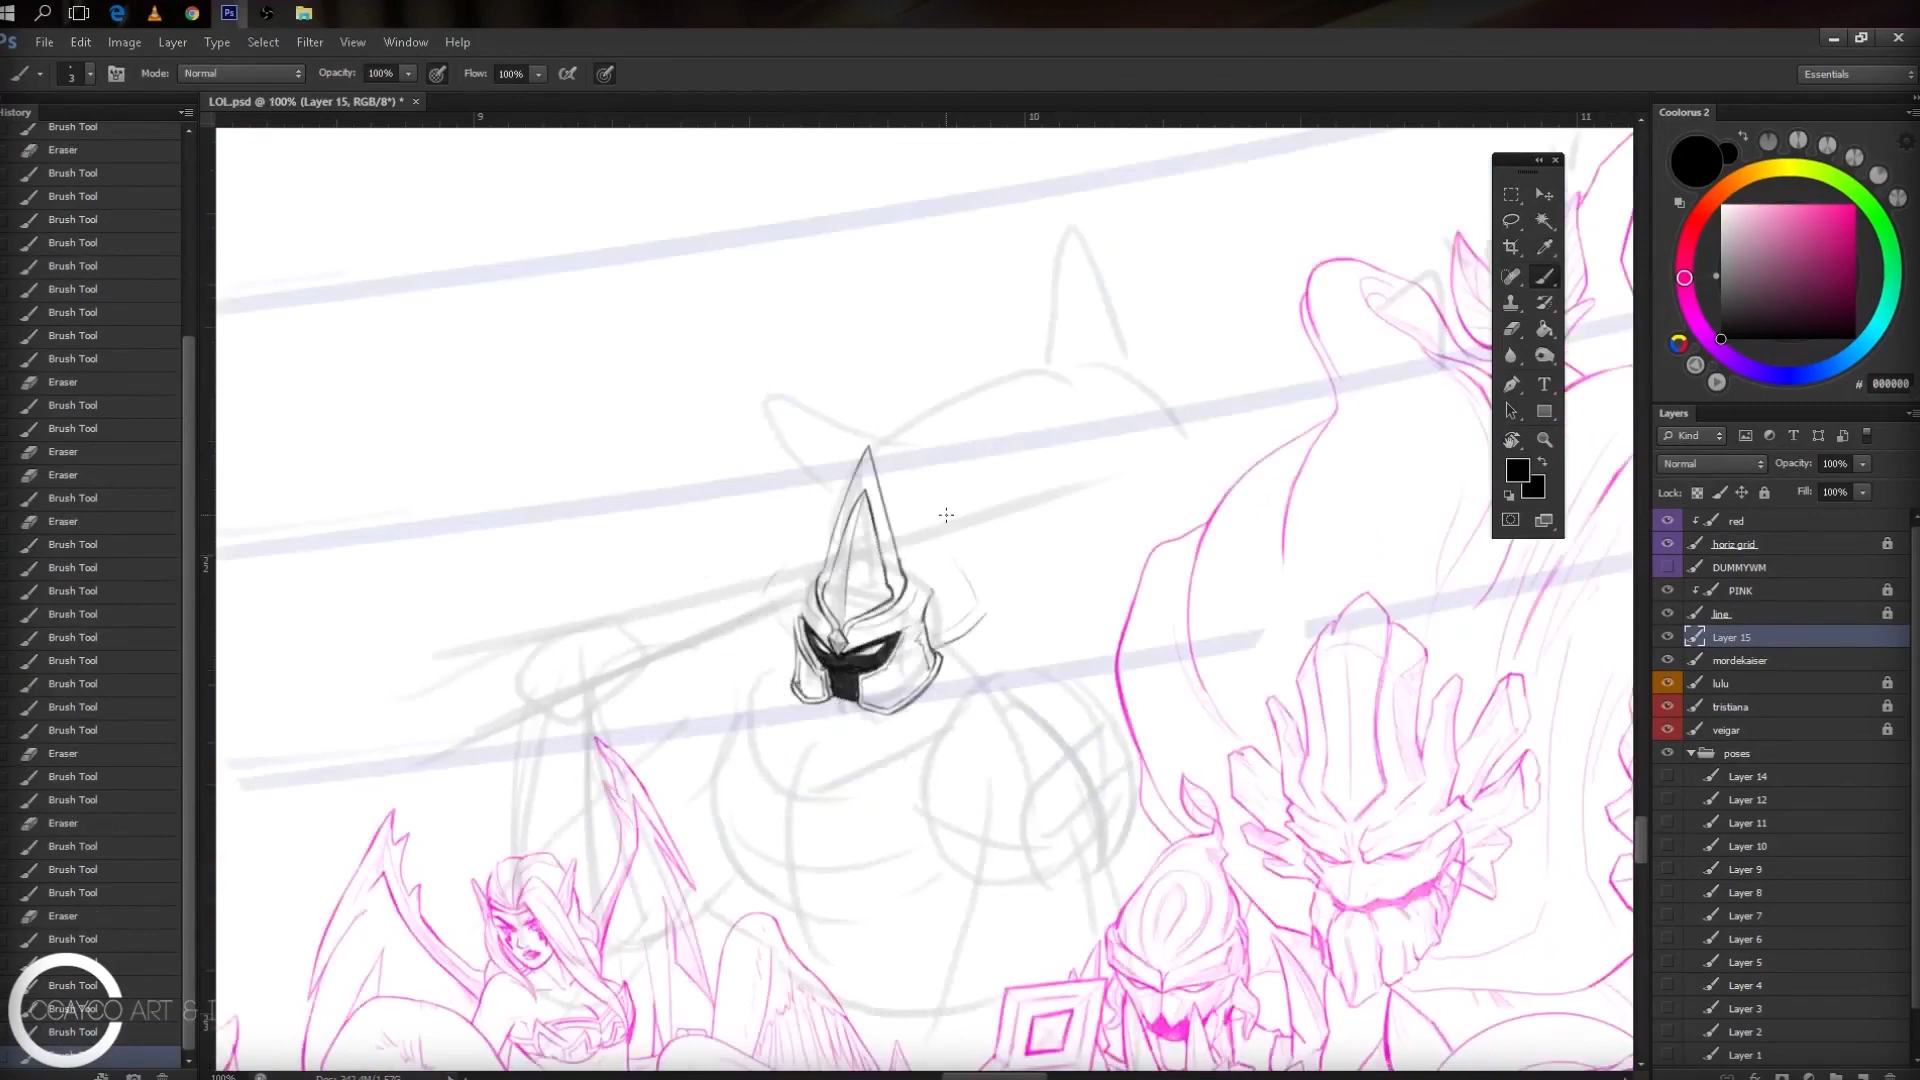 Ps
File Edit Image Layer Type Select Filter View Window Help
3 Mode: Normal Opacity: 100% Flow: 100% Essentials
LOL.psd @ 100% (Layer 15, RGB/8*) * ×
History
Brush Tool
Eraser
Brush Tool
Brush Tool
Brush Tool
Brush Tool
Brush Tool
Brush Tool
Brush Tool
Brush Tool
Brush Tool
Eraser
Brush Tool
Brush Tool
Eraser
Eraser
Brush Tool
Eraser
Brush Tool
Brush Tool
Brush Tool
Brush Tool
Brush Tool
Brush Tool
Brush Tool
Brush Tool
Brush Tool
Eraser
Brush Tool
Brush Tool
Eraser
Brush Tool
Brush Tool
Brush Tool
Eraser
Brush Tool
Brush Tool
Brush Tool
Brush Tool
9 10 11
Coolorus 2
# 000000
Layers
Kind
Normal Opacity: 100%
Lock: Fill: 100%
red
horiz grid
DUMMYWM
PINK
line
Layer 15
mordekaiser
lulu
tristiana
veigar
poses
Layer 14
Layer 12
Layer 11
Layer 10
Layer 9
Layer 8
Layer 7
Layer 6
Layer 5
Layer 4
Layer 3
Layer 2
Layer 1
100%